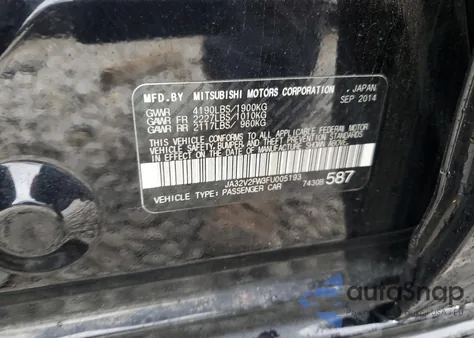 MFD.BY MITSUBISHI MOTORS CORPORATION , JAPAN
GVWR 4190LBS/1900KG SEP 2014
GAWR FR 2227LBS/1010KG
GAWR RR 2117LBS/ 960KG
THIS VEHICLE CONFORMS TO ALL APPLICABLE
FEDERAL MOTOR VEHICLE SAFETY, BUMPER, AND THEFT
PREVENTION STANDARDS IN EFFECT ON THE DATE OF
MANUFACTURE SHOWN ABOVE.
JA32V2FW3FU005193
VEHICLE TYPE: PASSENGER CAR 7430B 587
autoSnap